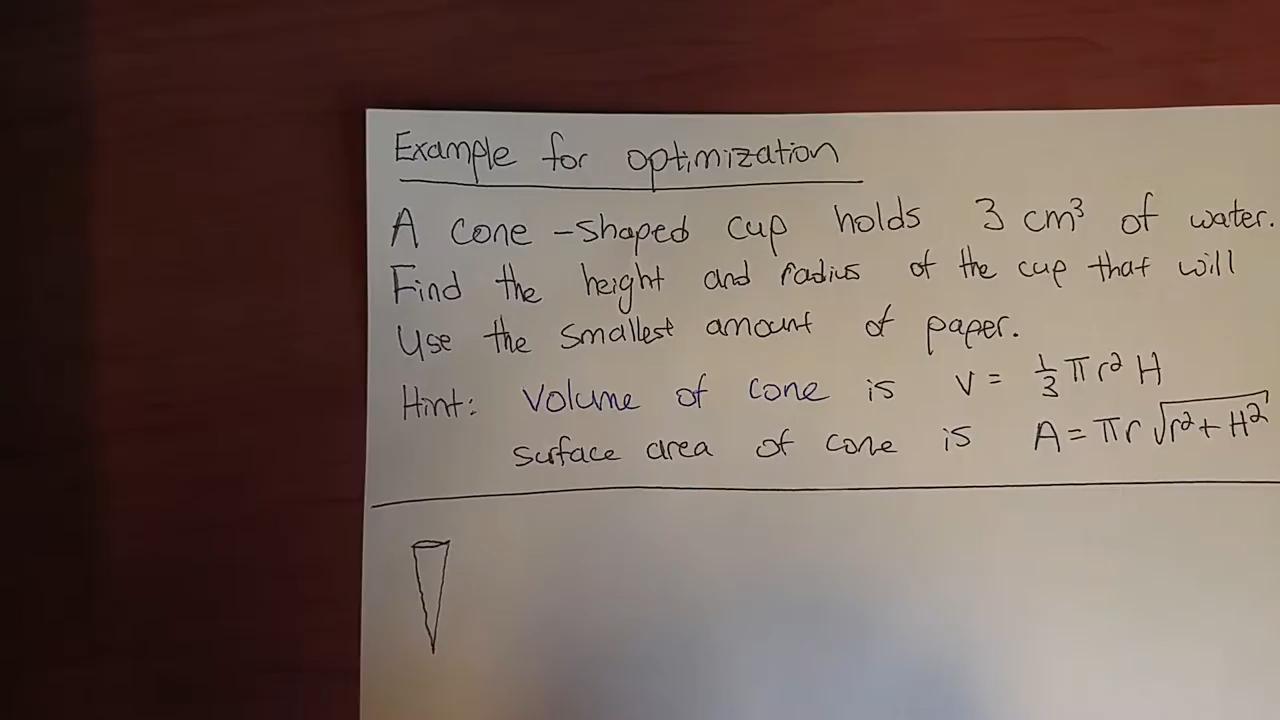 Example for optimization
A cone-shaped cup holds 3 cm³ of water.
Find the height and radius of the cup that will
Use the smallest amount of paper.
Hint: Volume of cone is V = 1/3 πr² H
surface area of cone is A = πr √(r² + H²)